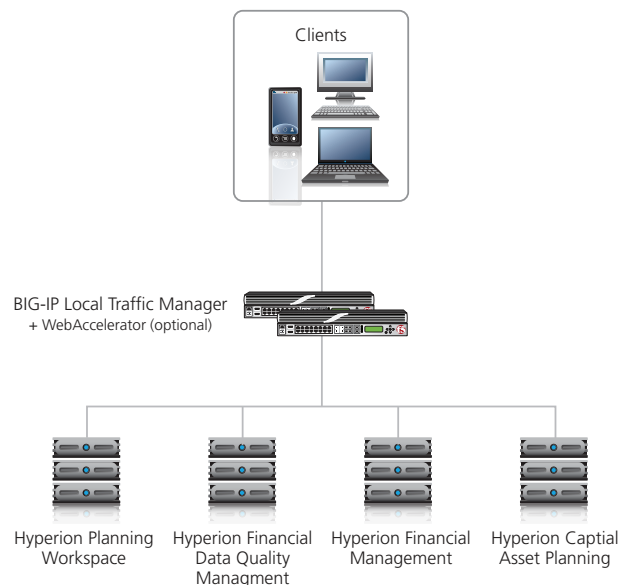 Clients
BIG-IP Local Traffic Manager
+ WebAccelerator (optional)
f5
Hyperion Planning
Workspace
Hyperion Financial
Data Quality
Managment
Hyperion Financial
Management
Hyperion Captial
Asset Planning